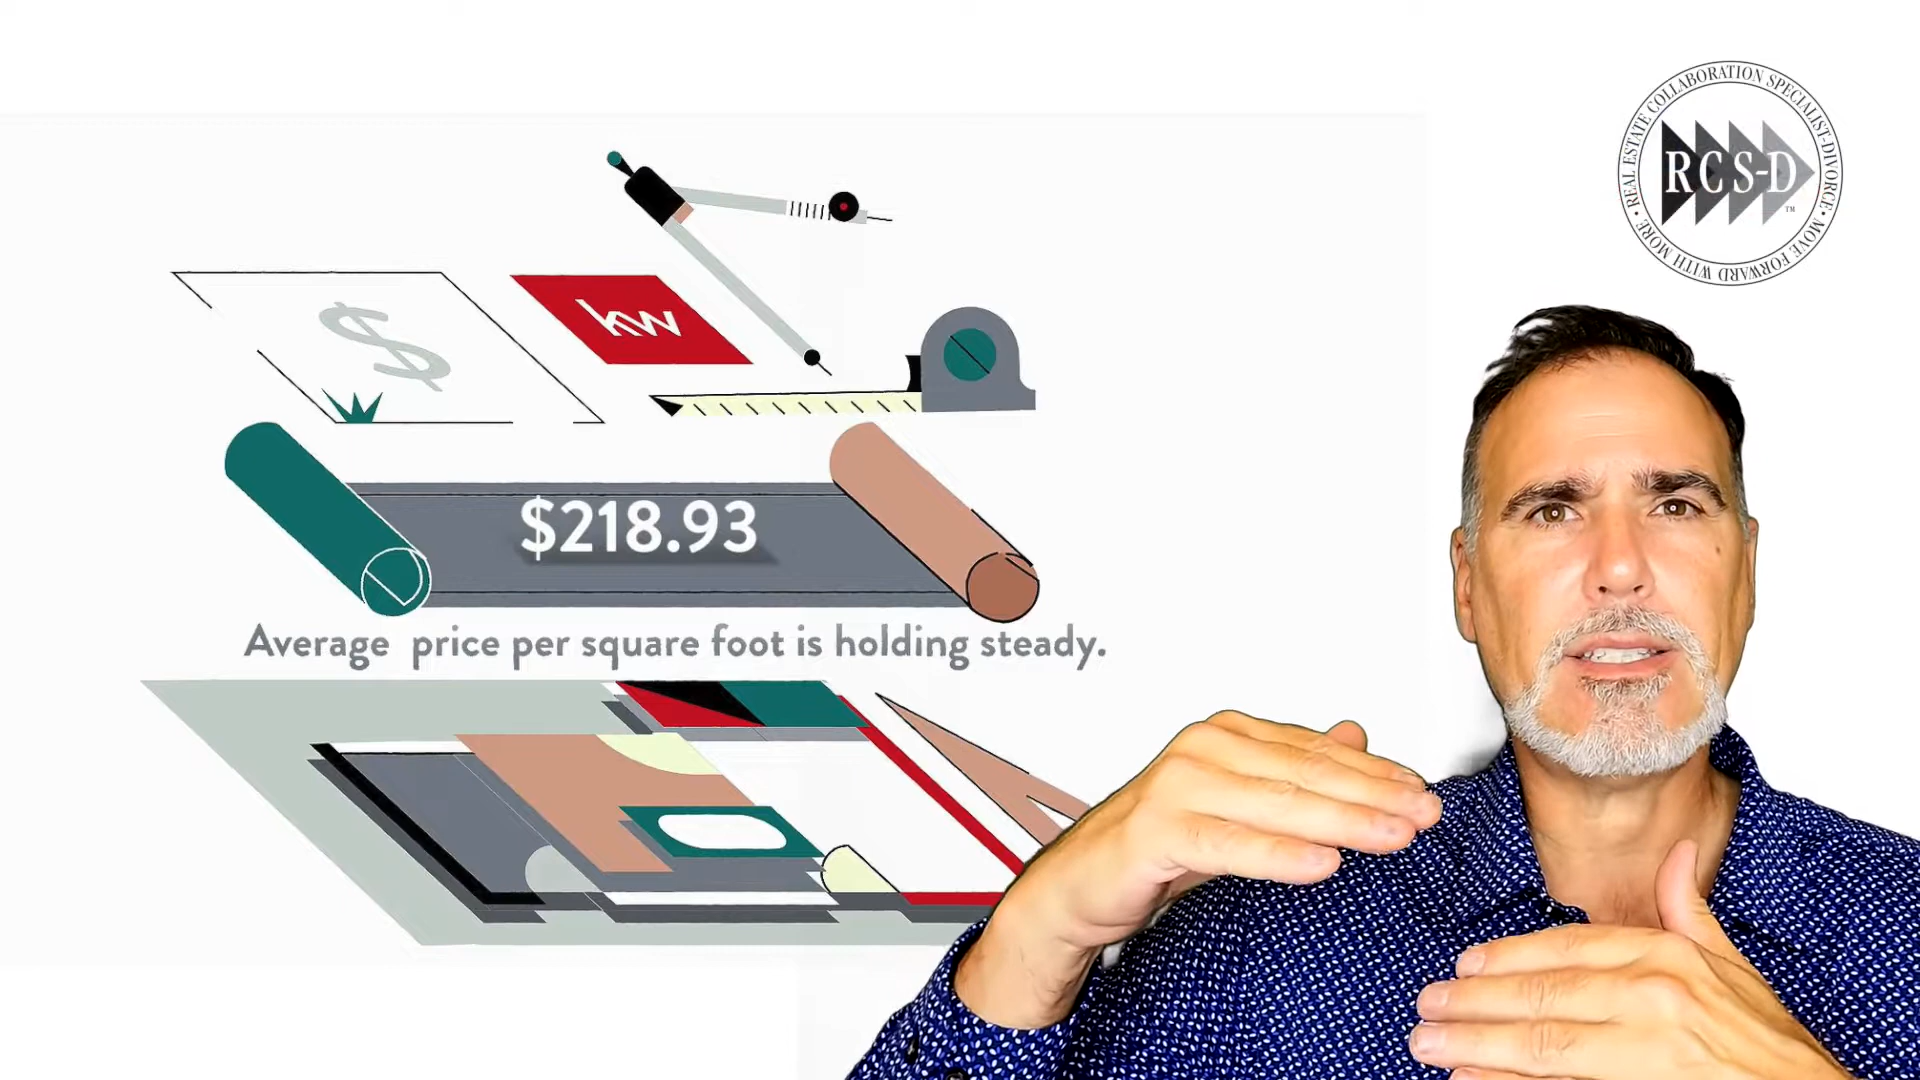 REAL ESTATE COLLABORATION SPECIALIST-DIVORCE • MOVE FORWARD WITH MORE •
RCS-D
™
$
kw
$218.93
Average price per square foot is holding steady.